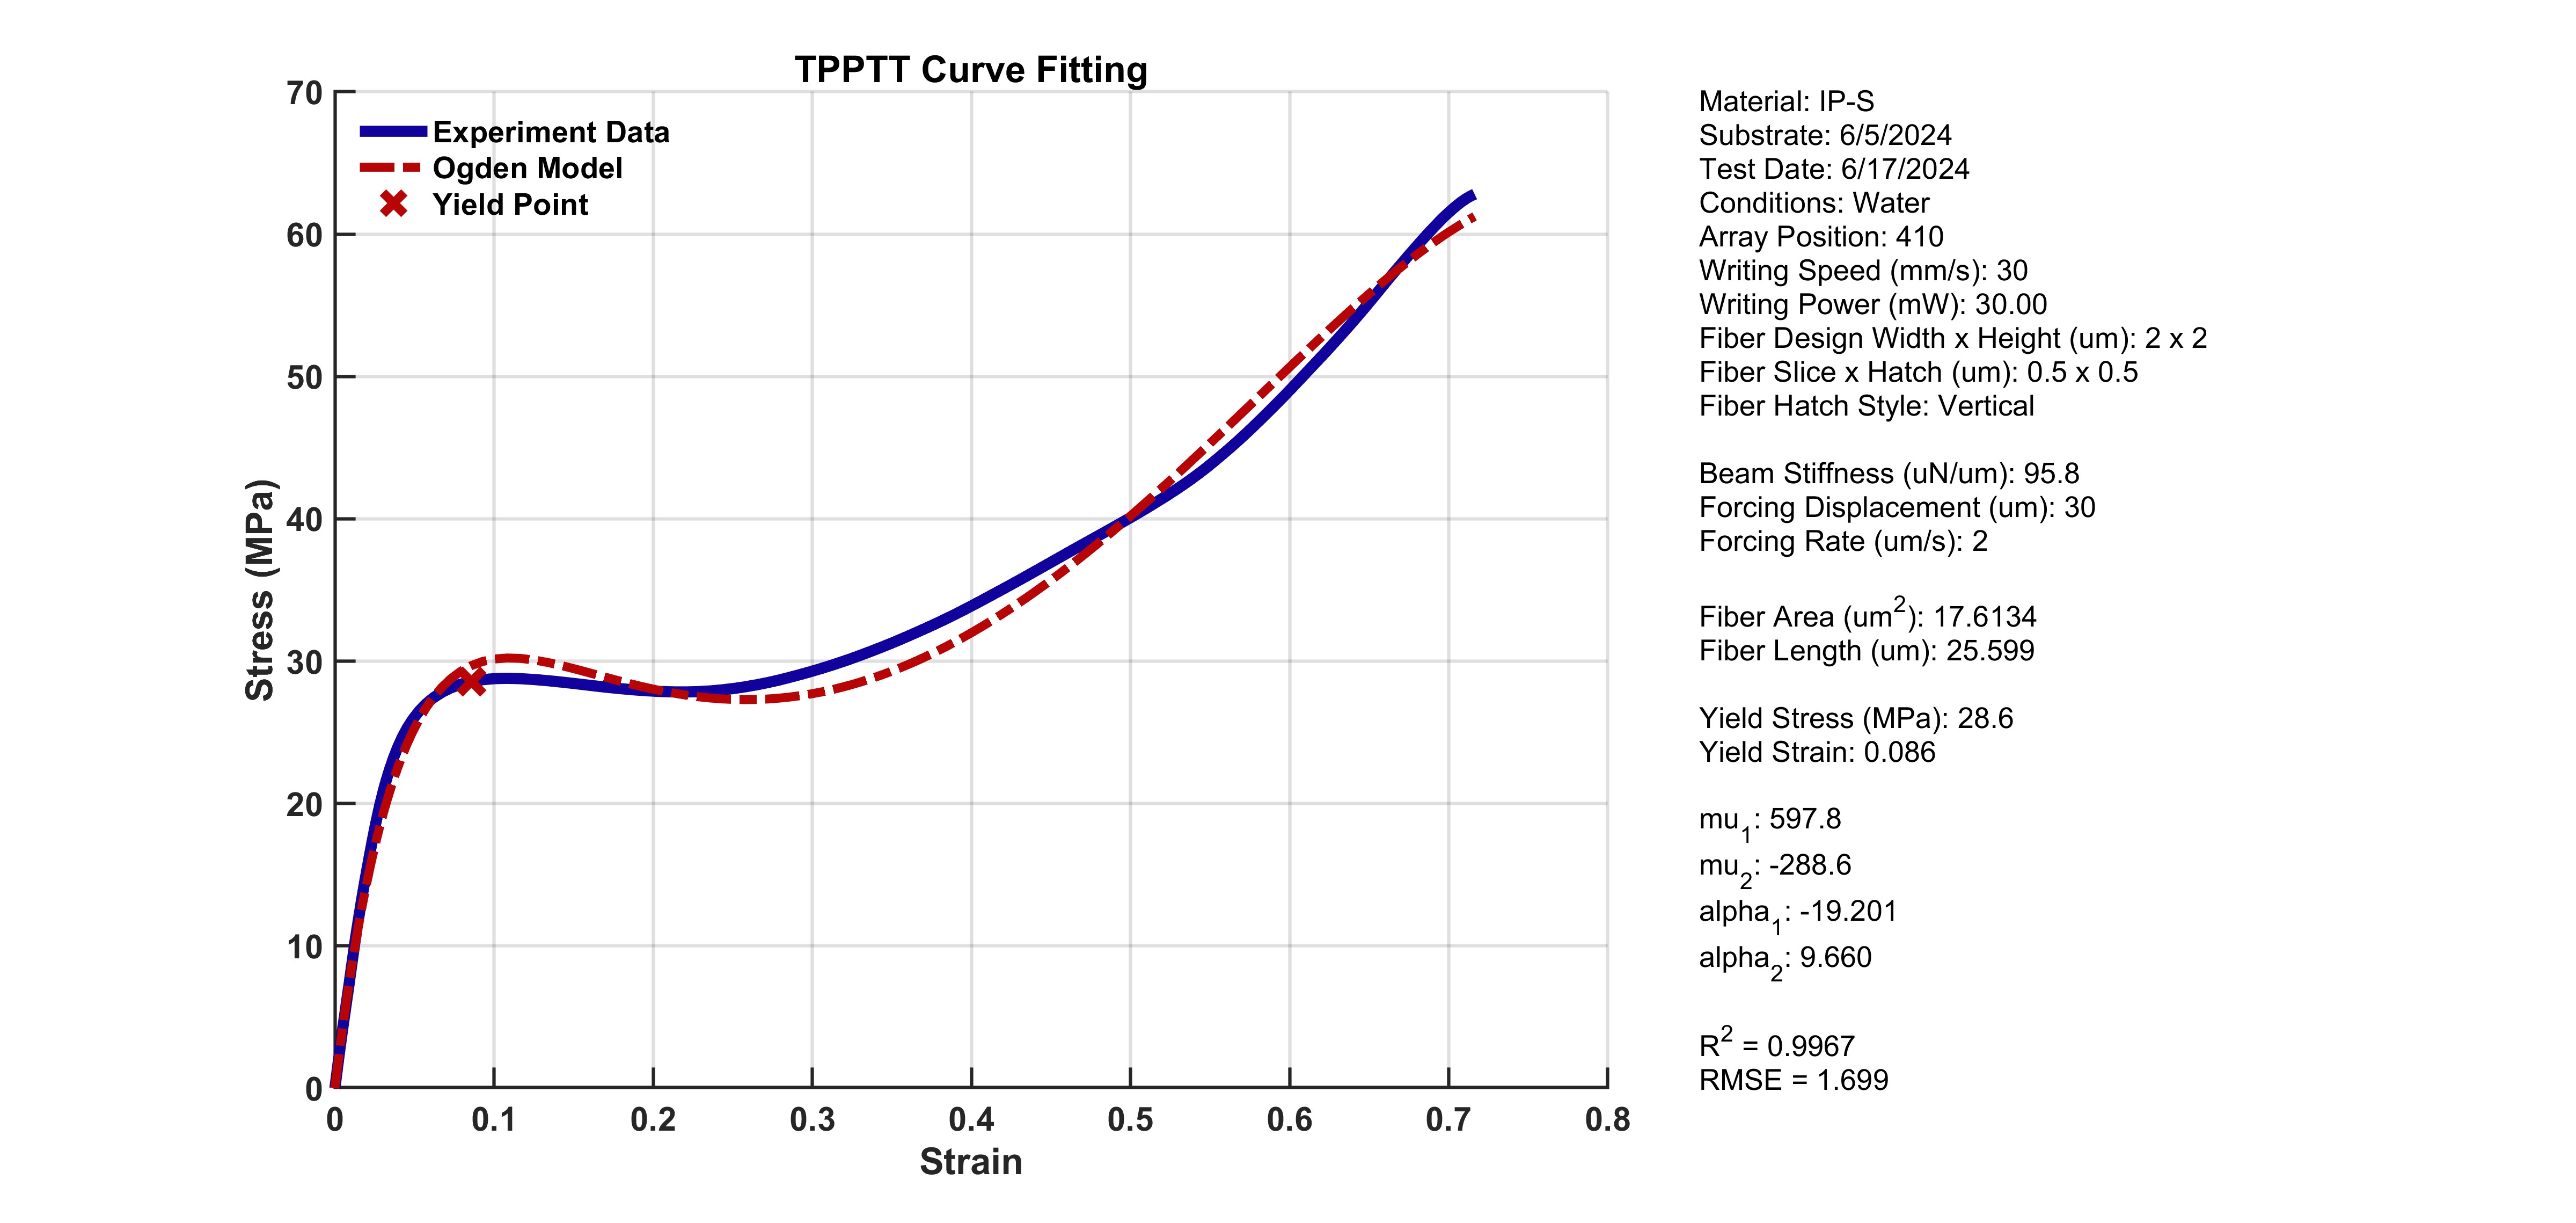 TPPTT Curve Fitting
70
60
50
40
30
20
10
0
Stress (MPa)
Experiment Data
Ogden Model
Yield Point
0 0.1 0.2 0.3 0.4 0.5 0.6 0.7 0.8
Strain
Material: IP-S
Substrate: 6/5/2024
Test Date: 6/17/2024
Conditions: Water
Array Position: 410
Writing Speed (mm/s): 30
Writing Power (mW): 30.00
Fiber Design Width x Height (um): 2 x 2
Fiber Slice x Hatch (um): 0.5 x 0.5
Fiber Hatch Style: Vertical
Beam Stiffness (uN/um): 95.8
Forcing Displacement (um): 30
Forcing Rate (um/s): 2
Fiber Area (um²): 17.6134
Fiber Length (um): 25.599
Yield Stress (MPa): 28.6
Yield Strain: 0.086
mu₁: 597.8
mu₂: -288.6
alpha₁: -19.201
alpha₂: 9.660
R² = 0.9967
RMSE = 1.699